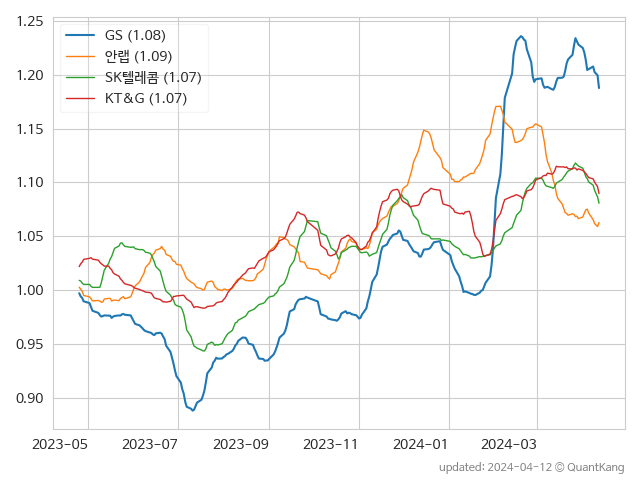 1.25
1.20
1.15
1.10
1.05
1.00
0.95
0.90
GS (1.08)
안랩 (1.09)
SK텔레콤 (1.07)
KT&G (1.07)
2023-05 2023-07 2023-09 2023-11 2024-01 2024-03
updated: 2024-04-12 © QuantKang